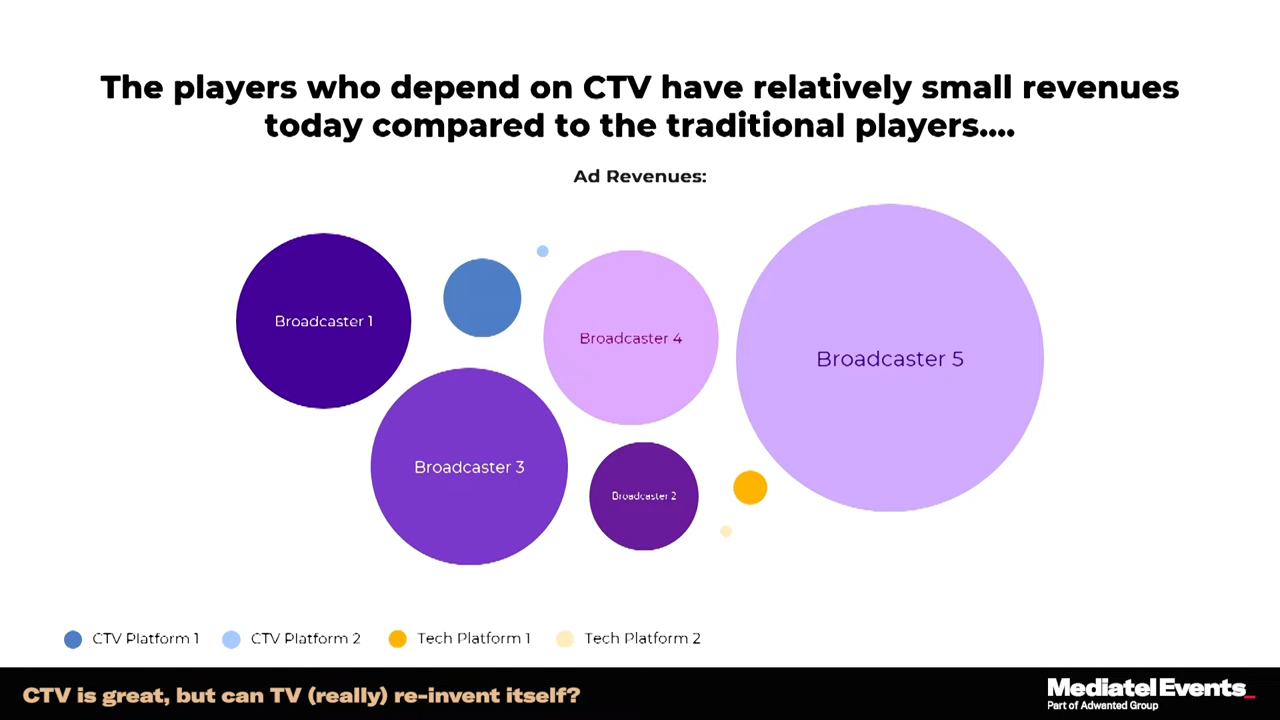 The players who depend on CTV have relatively small revenues
today compared to the traditional players....
Ad Revenues:
Broadcaster 1
Broadcaster 4
Broadcaster 5
Broadcaster 3
Broadcaster 2
CTV Platform 1
CTV Platform 2
Tech Platform 1
Tech Platform 2
CTV is great, but can TV (really) re-invent itself?
Mediatel Events_
Part of Adwanted Group